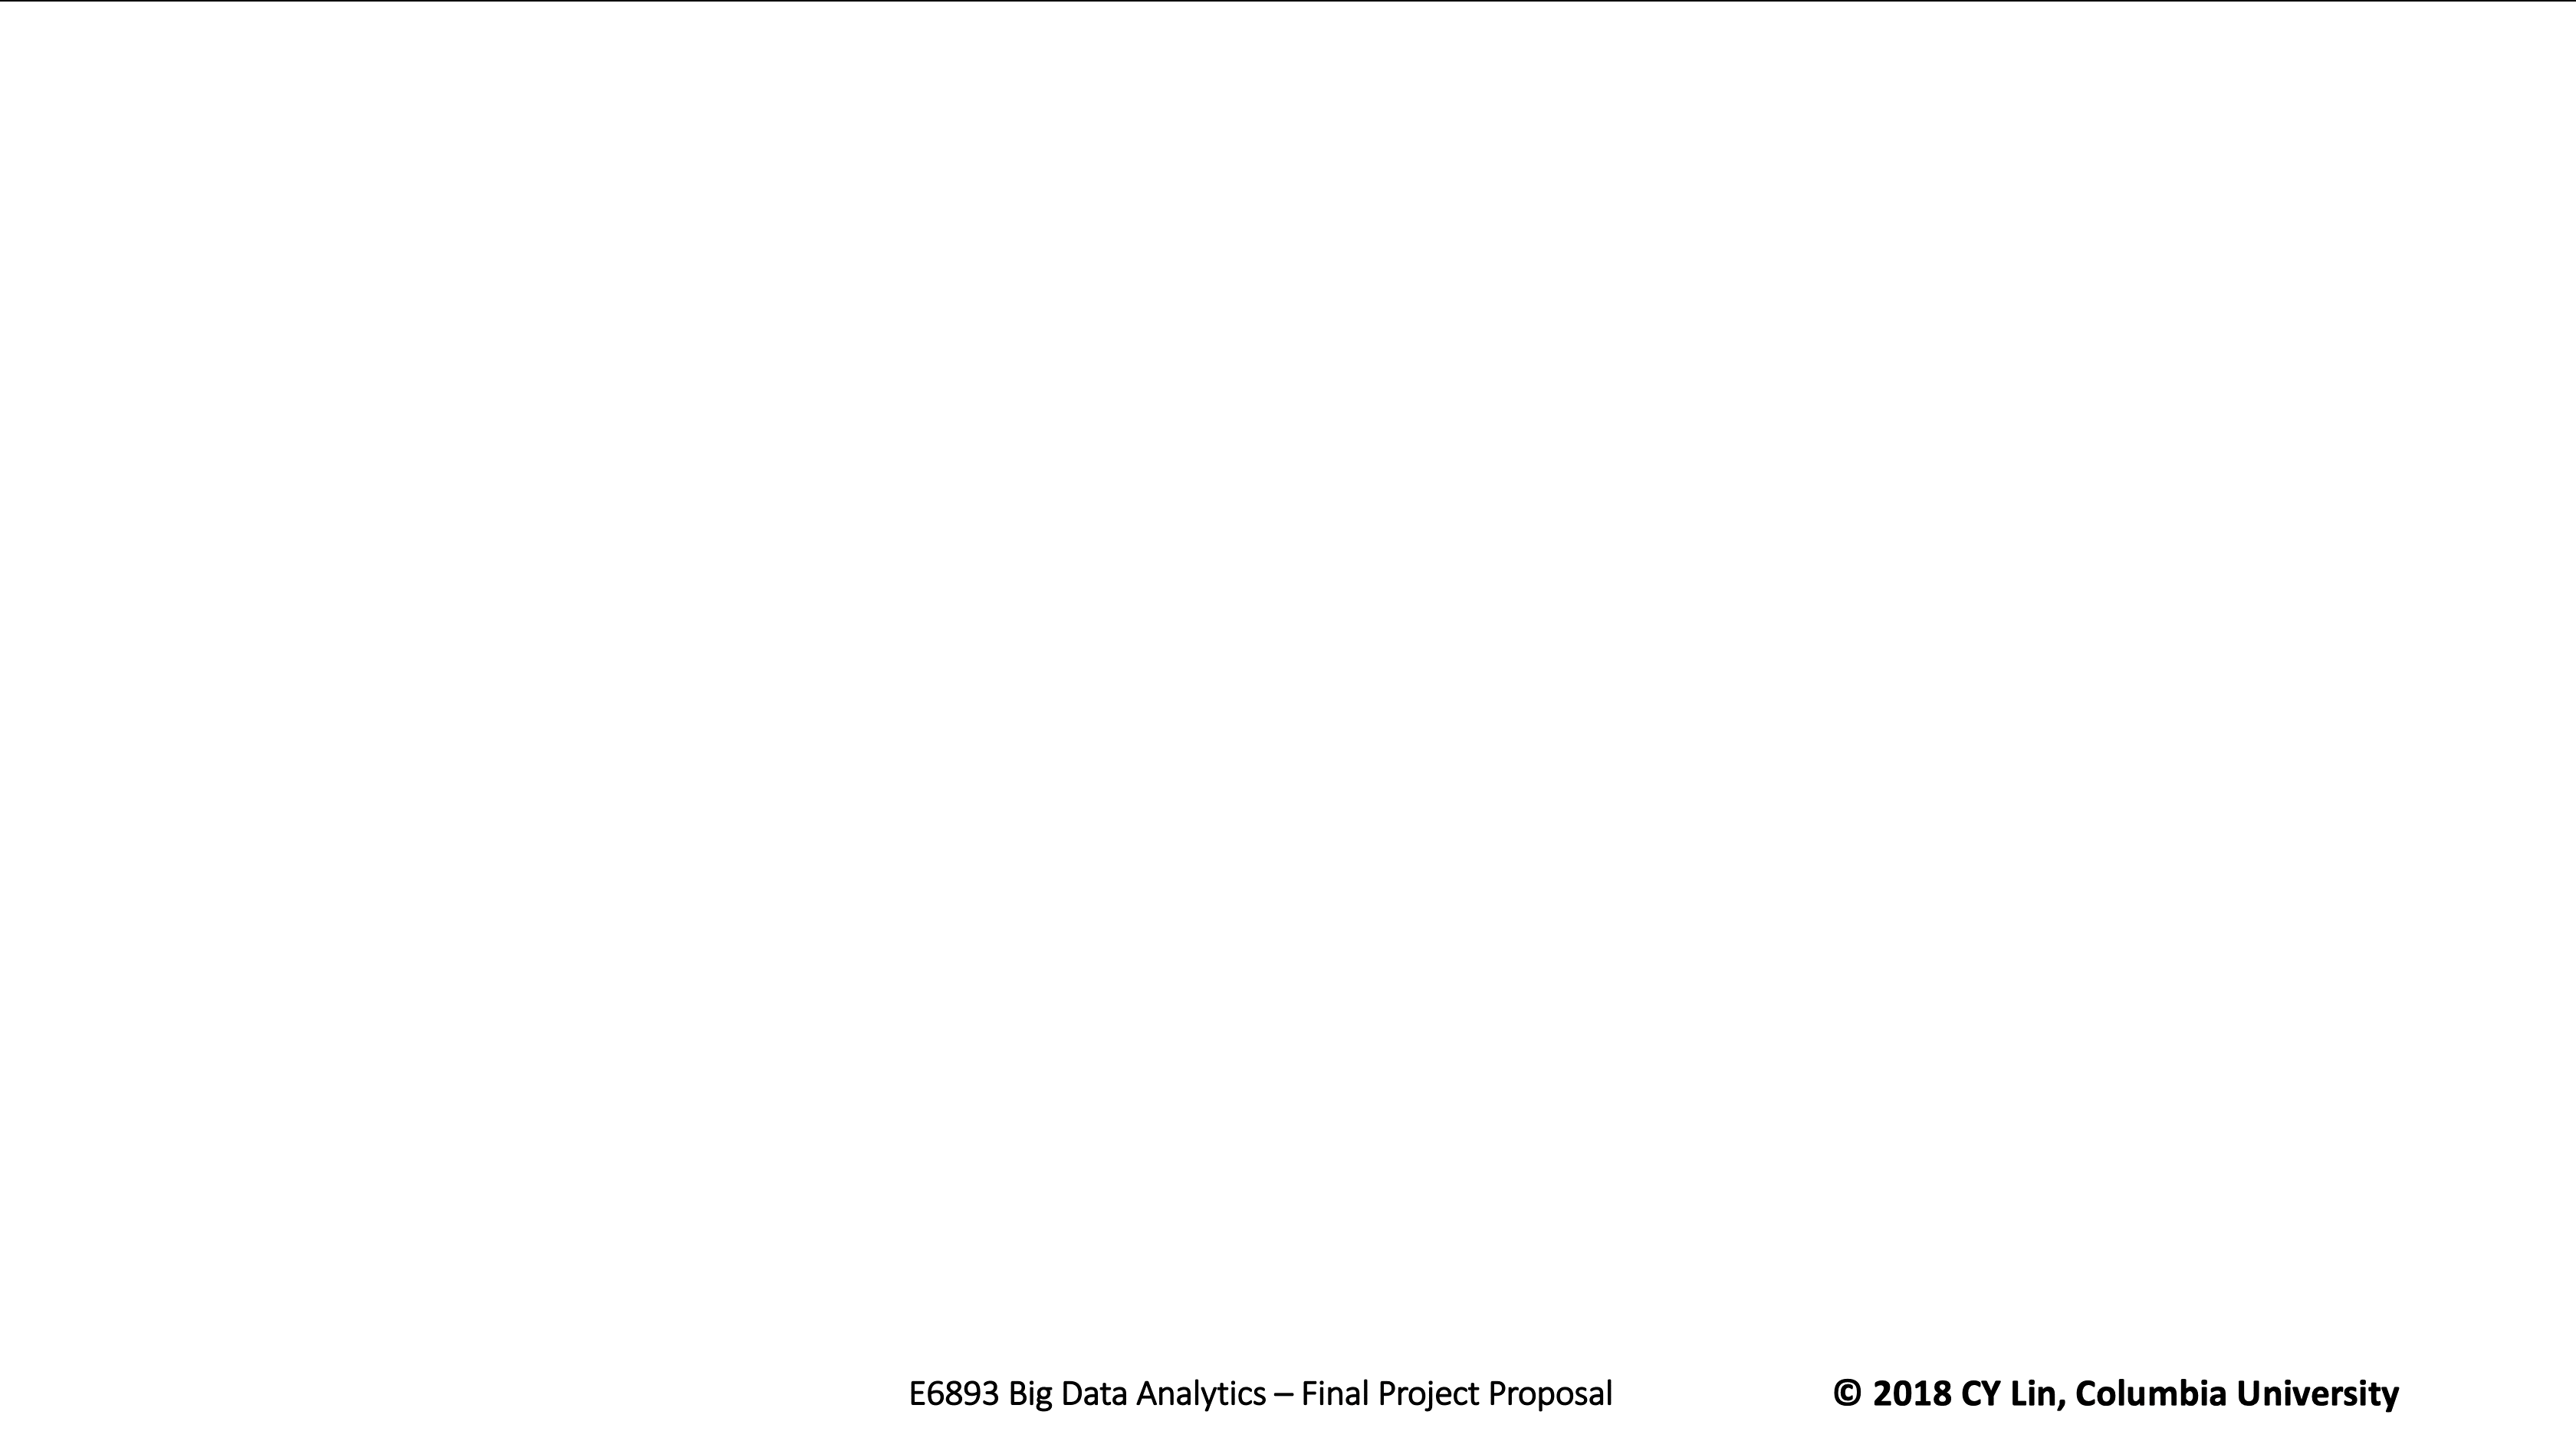 E6893 Big Data Analytics – Final Project Proposal
© 2018 CY Lin, Columbia University